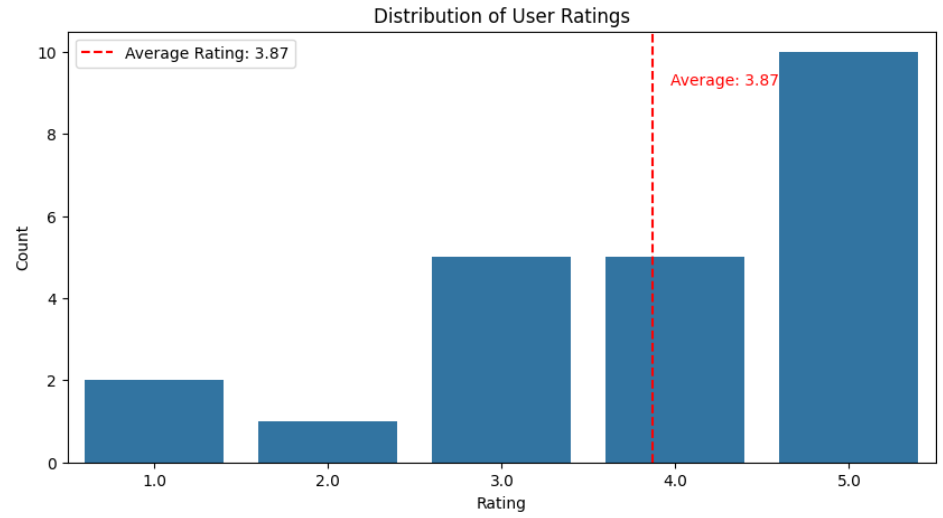 Distribution of User Ratings
Average Rating: 3.87
Average: 3.87
10
8
6
4
2
0
Count
1.0 2.0 3.0 4.0 5.0
Rating